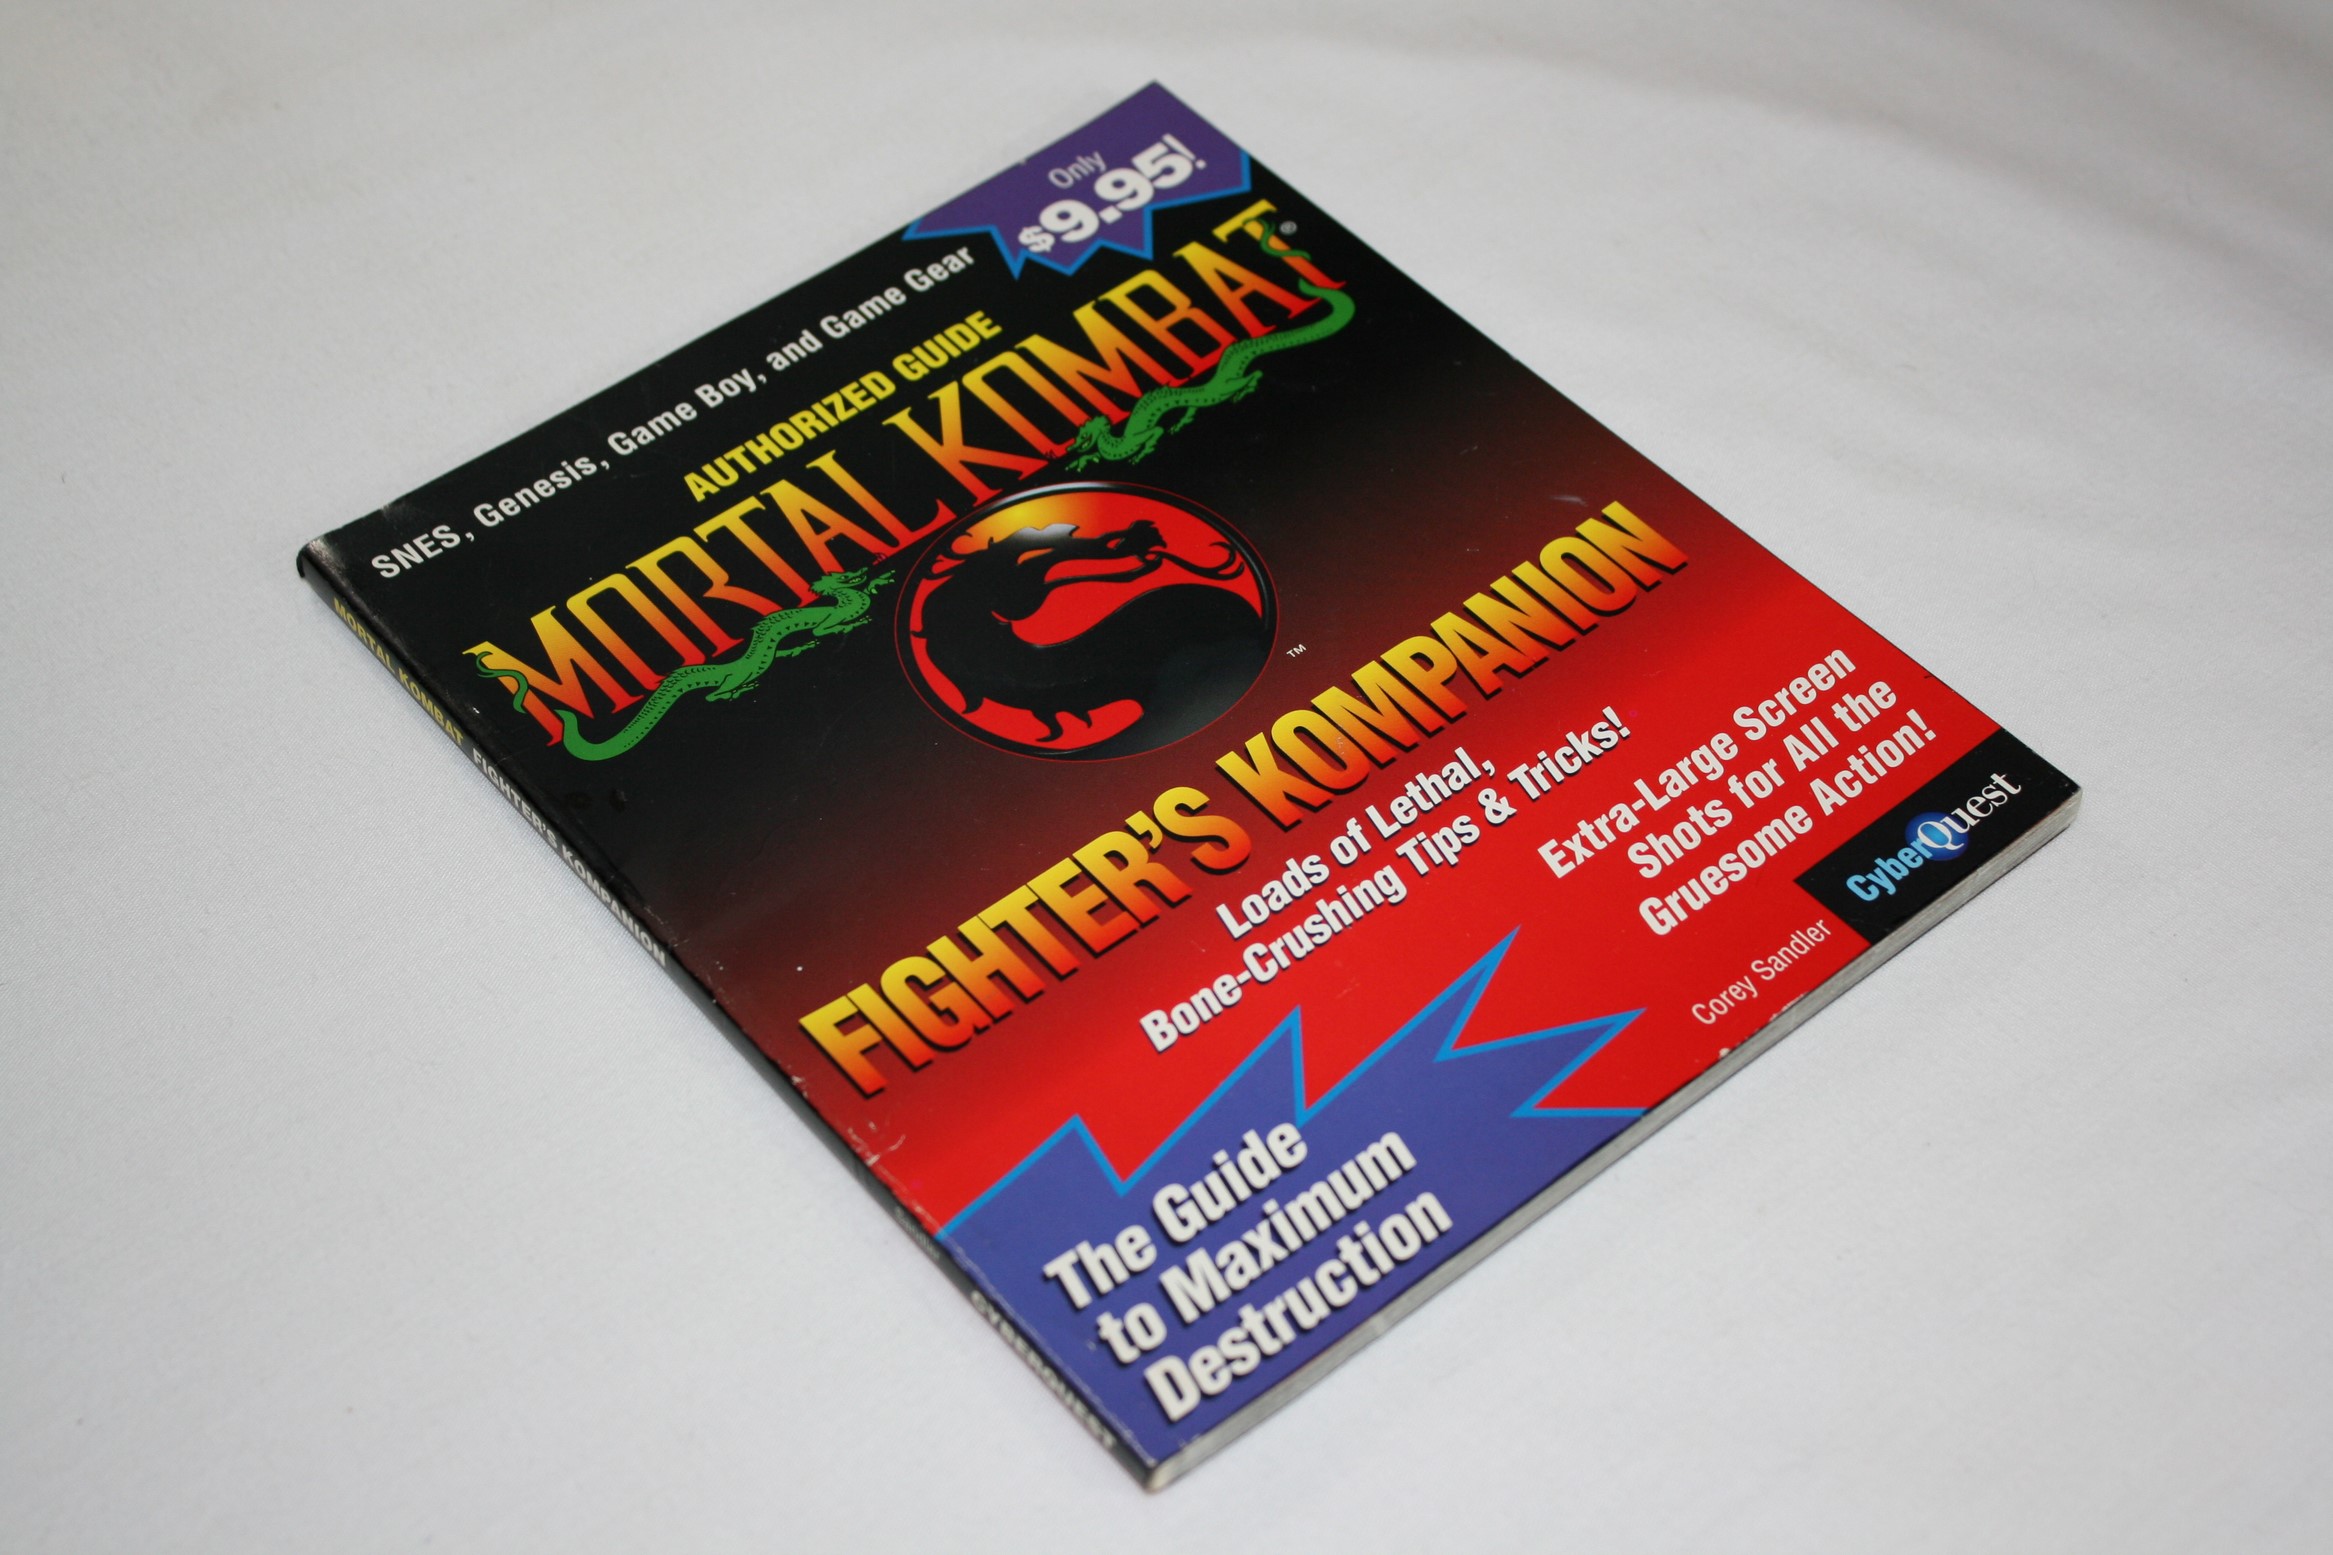 Only
$9.95!
SNES, Genesis, Game Boy, and Game Gear
AUTHORIZED GUIDE
MORTAL KOMBAT®
™
FIGHTER'S KOMPANION
Loads of Lethal,
Bone-Crushing Tips & Tricks!
Extra-Large Screen
Shots for All the
Gruesome Action!
CyberQuest
Corey Sandler
The Guide
to Maximum
Destruction
MORTAL KOMBAT FIGHTER'S KOMPANION
CYBERQUEST